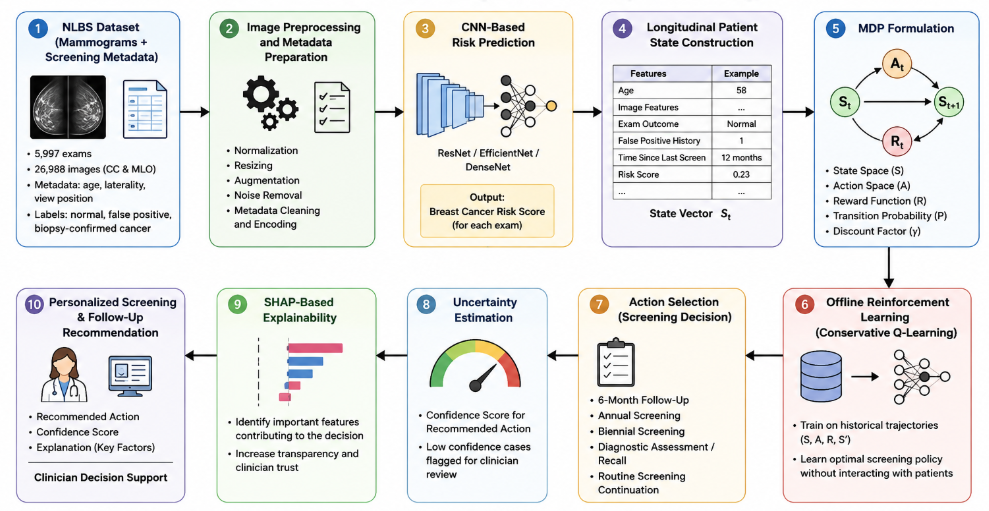 1
NLBS Dataset
(Mammograms +
Screening Metadata)
• 5,997 exams
• 26,988 images (CC & MLO)
• Metadata: age, laterality,
view position
• Labels: normal, false positive,
biopsy-confirmed cancer
2
Image Preprocessing
and Metadata
Preparation
• Normalization
• Resizing
• Augmentation
• Noise Removal
• Metadata Cleaning
and Encoding
3
CNN-Based
Risk Prediction
ResNet / EfficientNet /
DenseNet
Output:
Breast Cancer Risk Score
(for each exam)
4
Longitudinal Patient
State Construction
Features Example
Age 58
Image Features ...
Exam Outcome Normal
False Positive History 1
Time Since Last Screen 12 months
Risk Score 0.23
... ...
State Vector St
5
MDP Formulation
At
St
St+1
Rt
• State Space (S)
• Action Space (A)
• Reward Function (R)
• Transition Probability (P)
• Discount Factor (γ)
6
Offline Reinforcement
Learning
(Conservative Q-Learning)
• Train on historical trajectories
(S, A, R, S′)
• Learn optimal screening policy
without interacting with patients
7
Action Selection
(Screening Decision)
• 6-Month Follow-Up
• Annual Screening
• Biennial Screening
• Diagnostic Assessment /
Recall
• Routine Screening
Continuation
8
Uncertainty
Estimation
• Confidence Score for
Recommended Action
• Low confidence cases
flagged for clinician
review
9
SHAP-Based
Explainability
• Identify important features
contributing to the decision
• Increase transparency and
clinician trust
10
Personalized Screening
& Follow-Up
Recommendation
• Recommended Action
• Confidence Score
• Explanation (Key Factors)
Clinician Decision Support